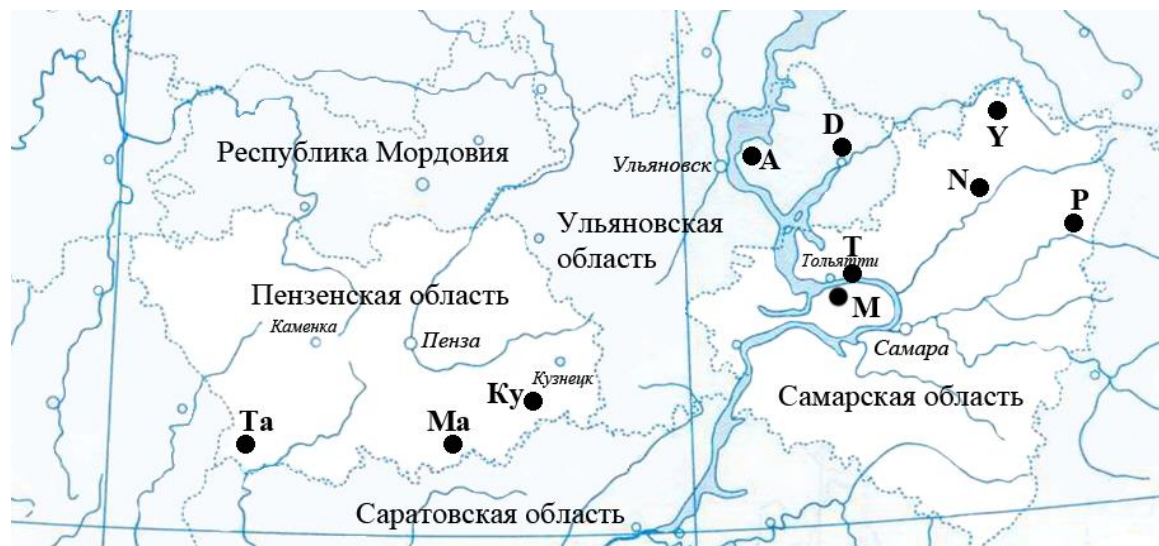 D
Y
Республика Мордовия
Ульяновск
A
N
P
Ульяновская
область
T
Тольятти
Пензенская область
M
Каменка
Пенза
Самара
Кузнецк
Ку
Самарская область
Та
Ма
Саратовская область